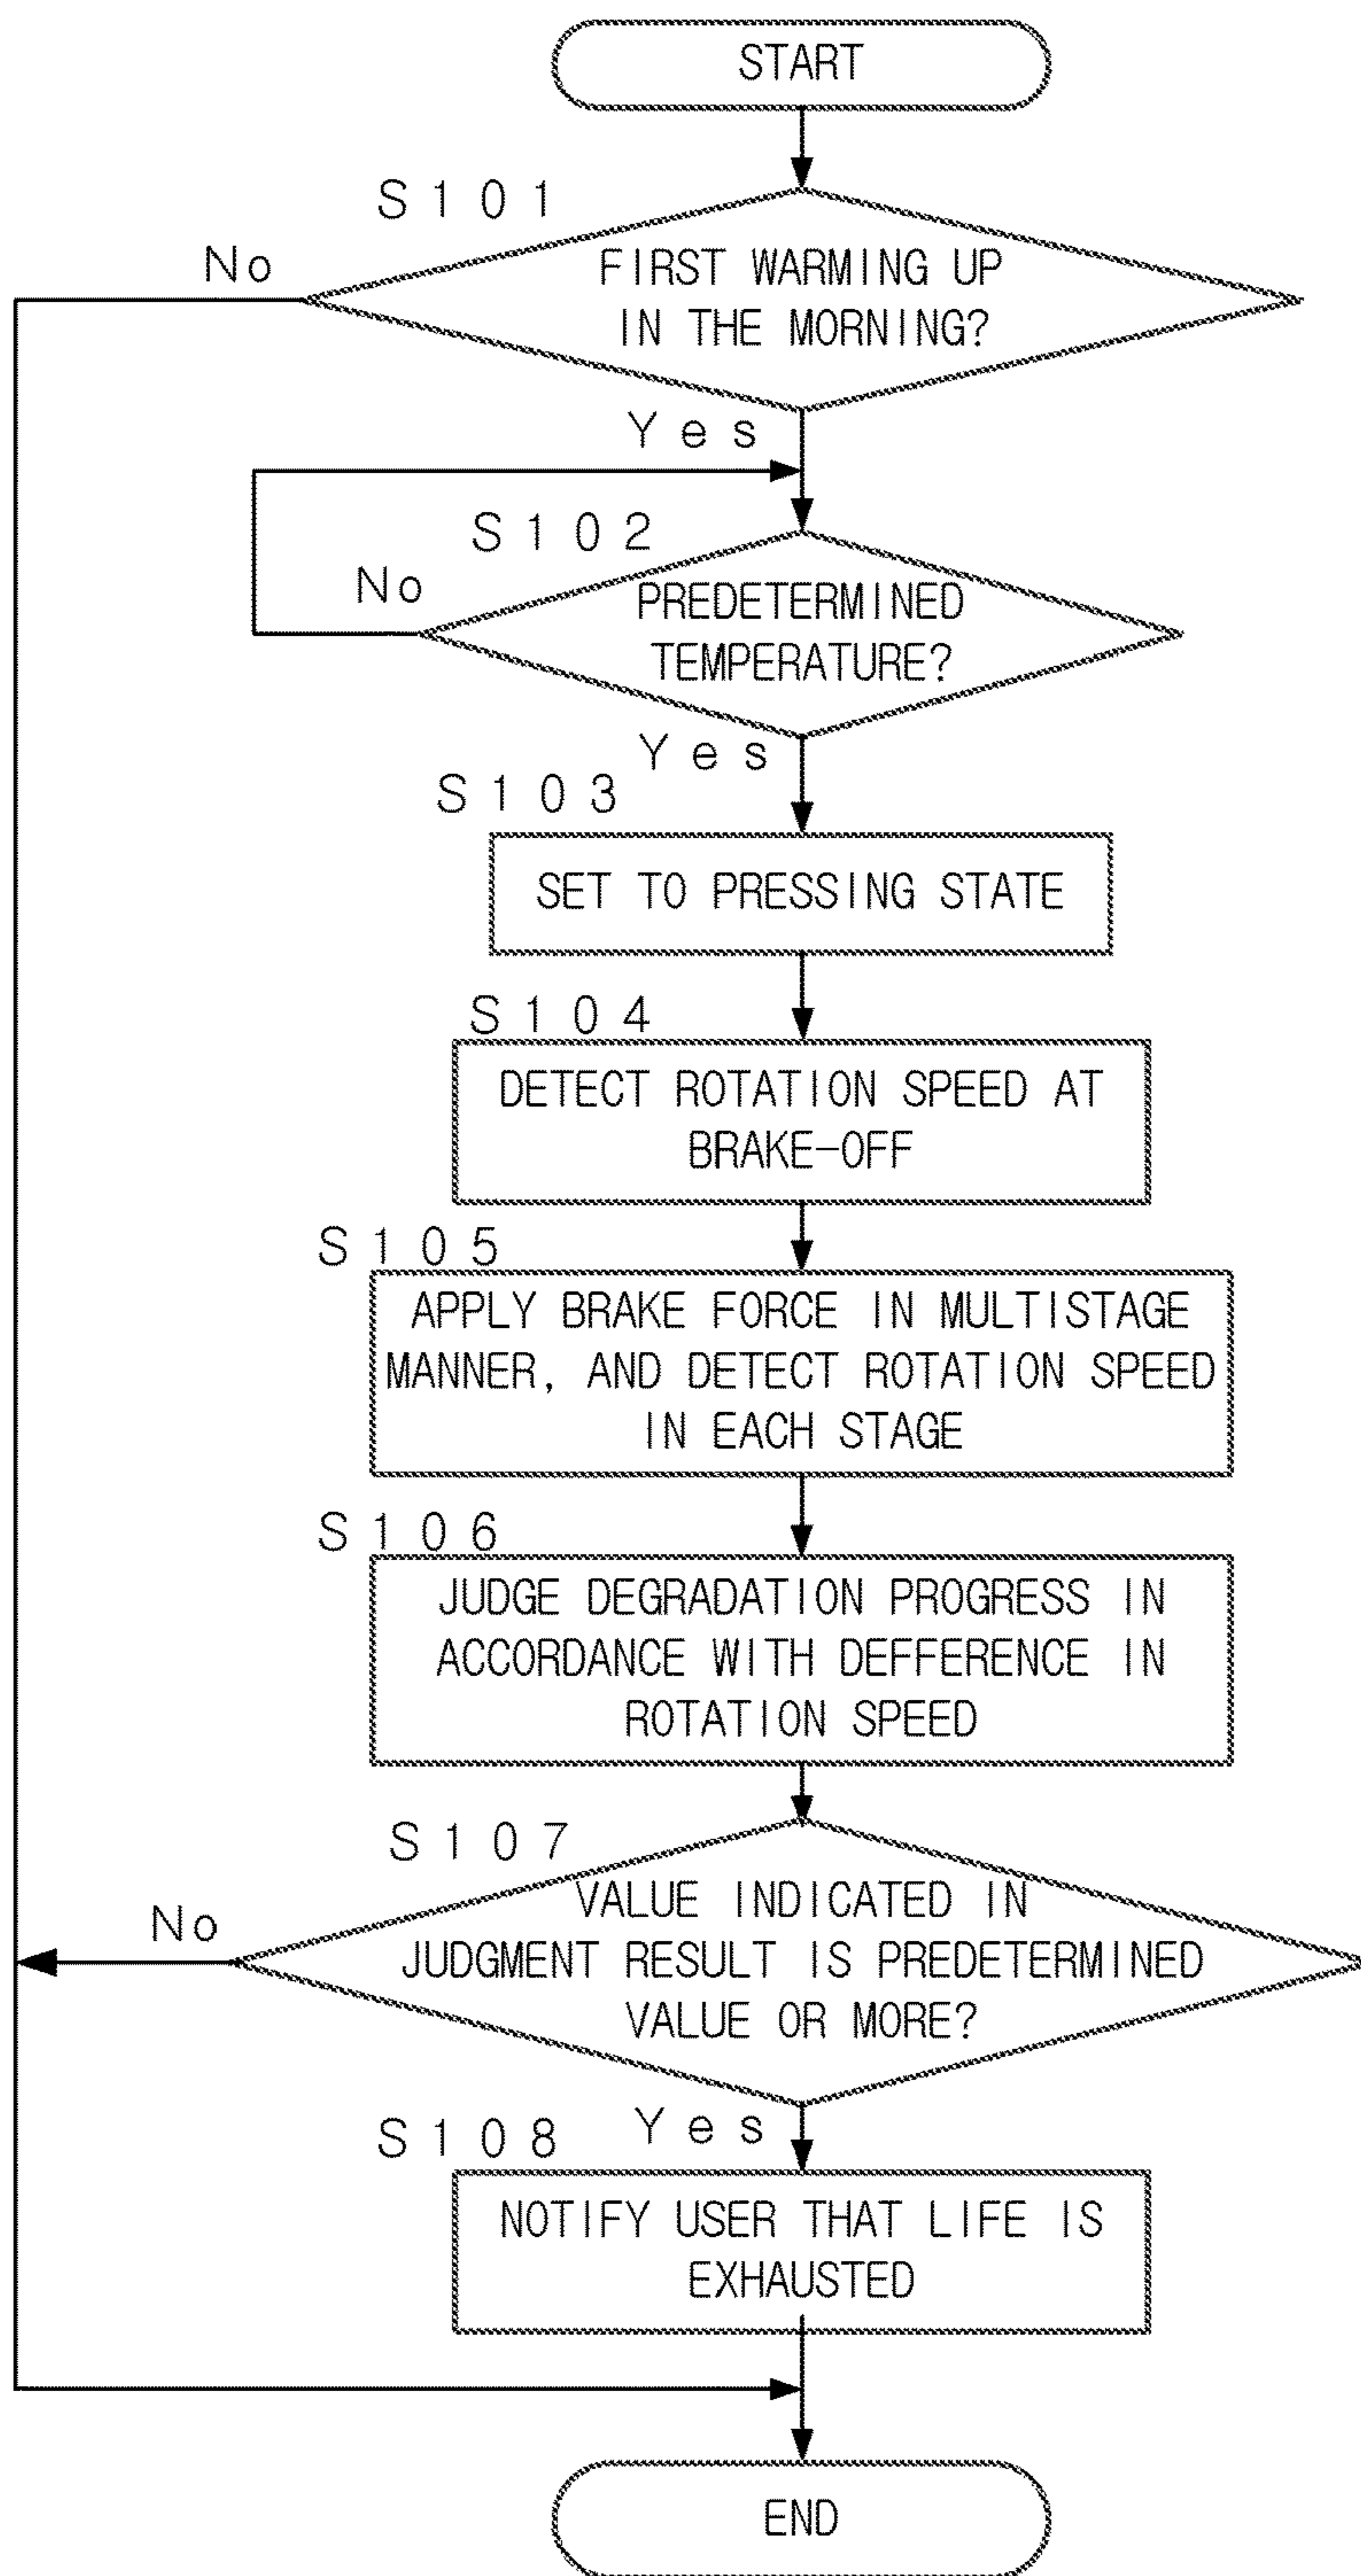 START
S101
No
FIRST WARMING UP
IN THE MORNING?
Yes
S102
No
PREDETERMINED
TEMPERATURE?
Yes
S103
SET TO PRESSING STATE
S104
DETECT ROTATION SPEED AT
BRAKE-OFF
S105
APPLY BRAKE FORCE IN MULTISTAGE
MANNER, AND DETECT ROTATION SPEED
IN EACH STAGE
S106
JUDGE DEGRADATION PROGRESS IN
ACCORDANCE WITH DEFFERENCE IN
ROTATION SPEED
S107
No
VALUE INDICATED IN
JUDGMENT RESULT IS PREDETERMINED
VALUE OR MORE?
Yes
S108
NOTIFY USER THAT LIFE IS
EXHAUSTED
END